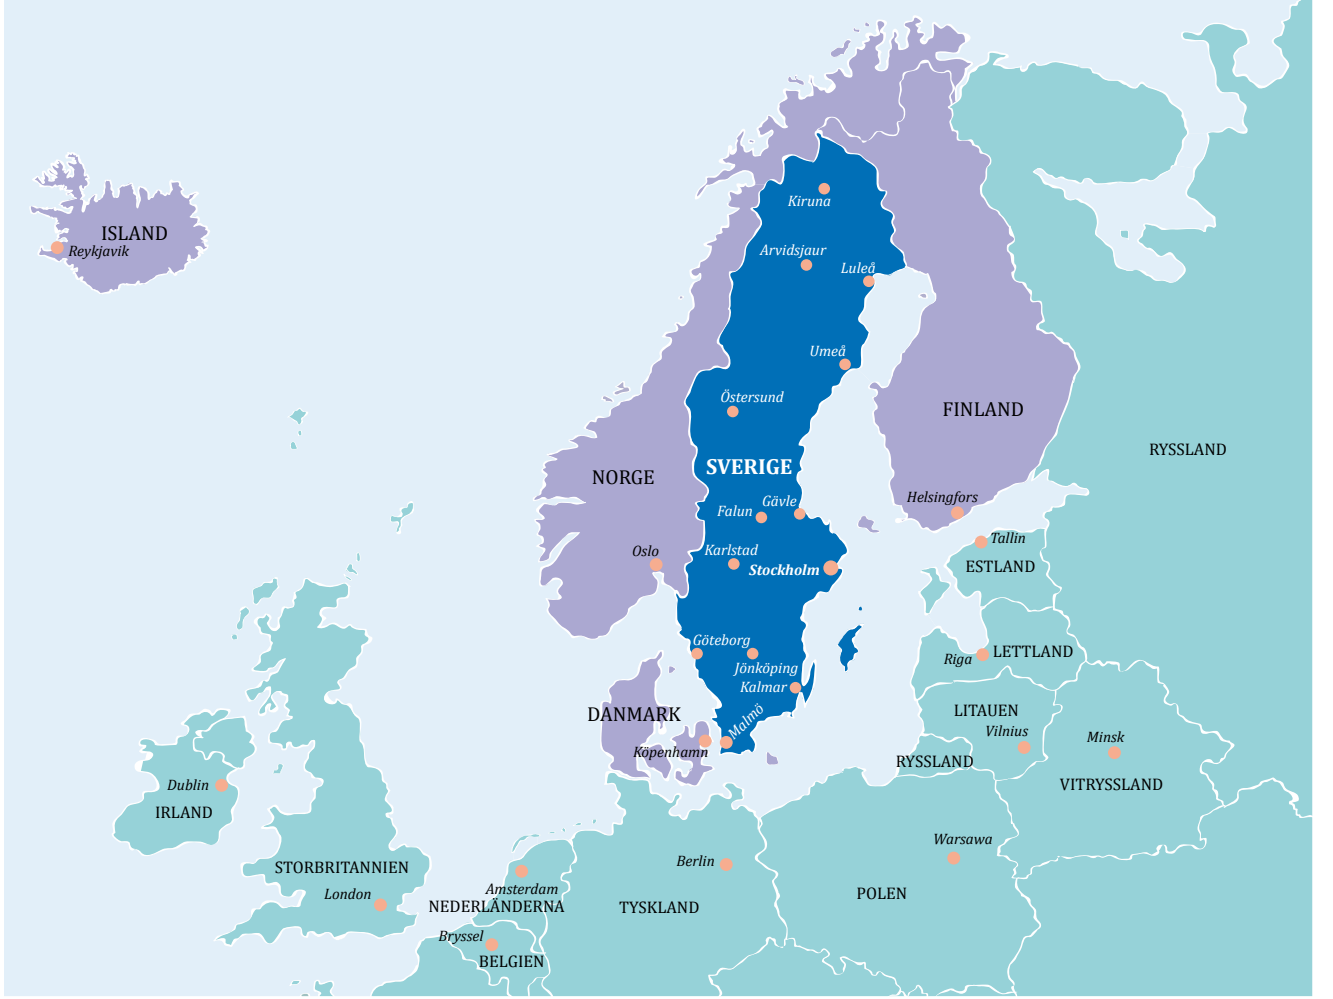 Kiruna
ISLAND
Reykjavik
Arvidsjaur
Luleå
Umeå
Östersund
FINLAND
RYSSLAND
SVERIGE
NORGE
Helsingfors
Gävle
Falun
Tallin
Oslo
Karlstad
Stockholm
ESTLAND
Göteborg
LETTLAND
Riga
Jönköping
Kalmar
LITAUEN
DANMARK
Malmö
Vilnius
Minsk
Köpenhamn
RYSSLAND
Dublin
VITRYSSLAND
IRLAND
Warsawa
Berlin
STORBRITANNIEN
Amsterdam
London
POLEN
NEDERLÄNDERNA
TYSKLAND
Bryssel
BELGIEN